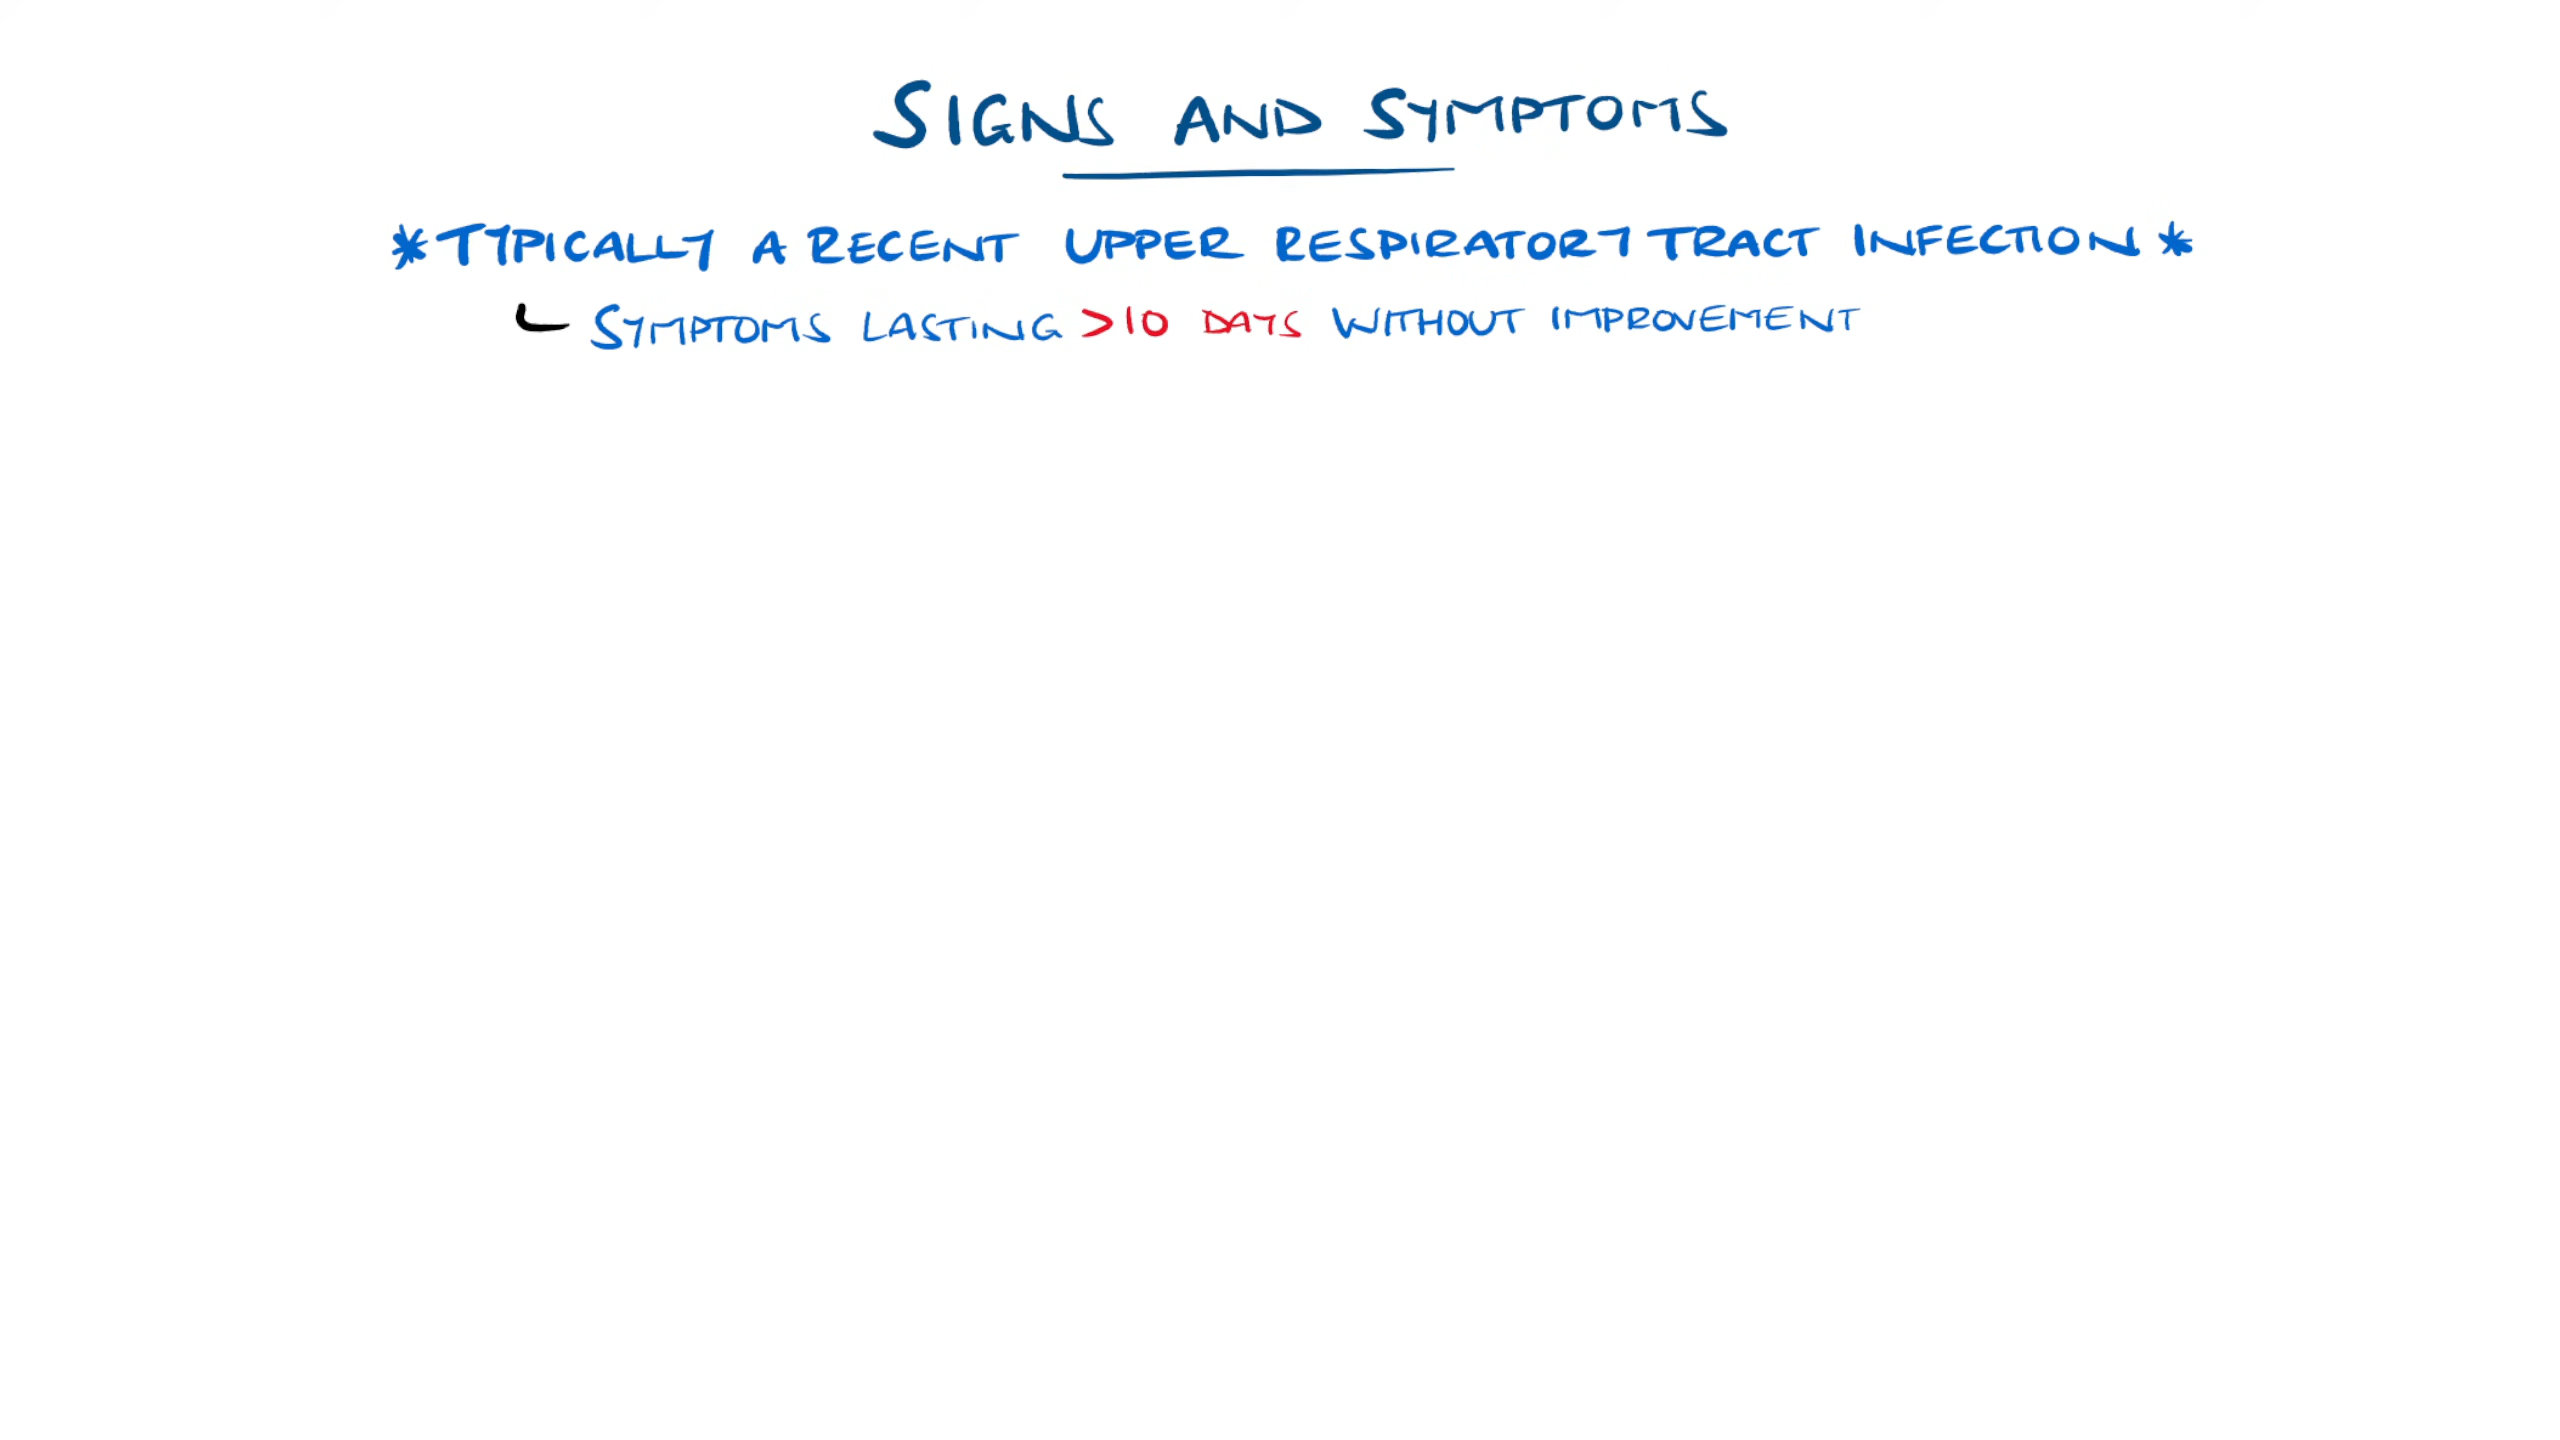 SIGNS AND SYMPTOMS
*TYPICALLY A RECENT UPPER RESPIRATORY TRACT INFECTION*
SYMPTOMS LASTING >10 DAYS WITHOUT IMPROVEMENT